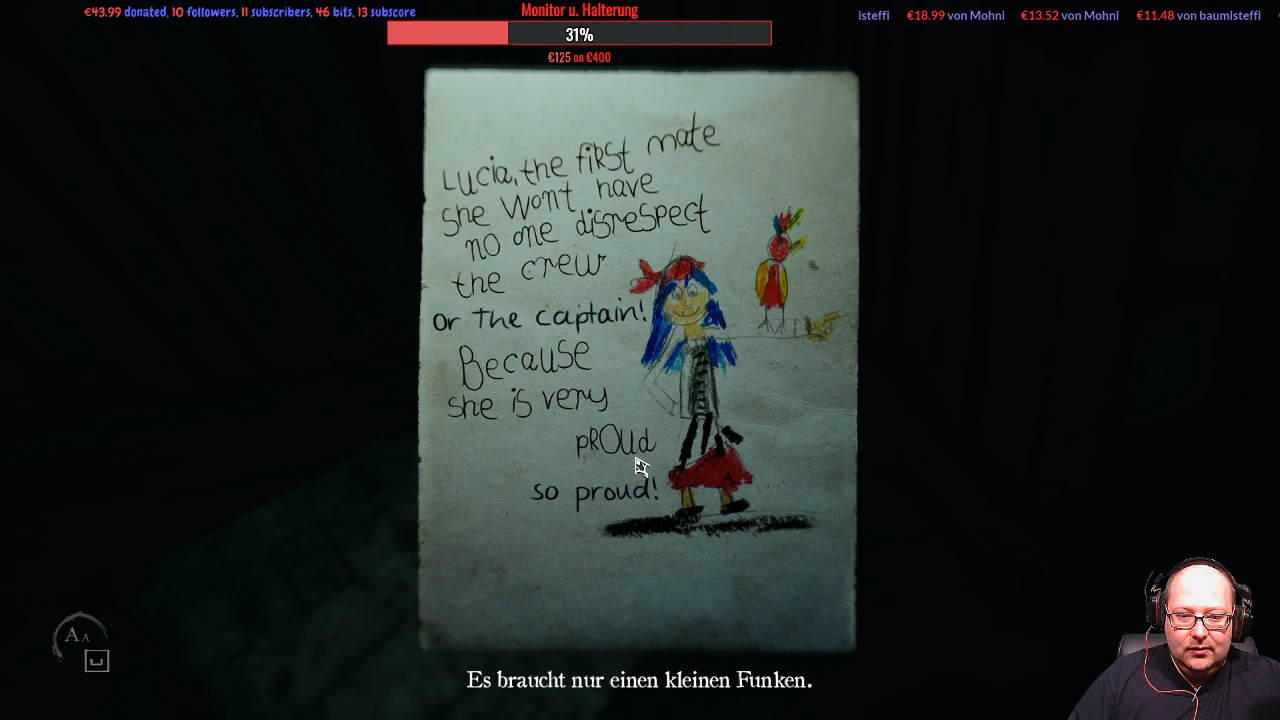 €43.99 donated, 10 followers, 11 subscribers, 46 bits, 13 subscore
Monitor u. Halterung
lsteffi €18.99 von Mohni €13.52 von Mohni €11.48 von baumisteffi
31%
€125 on €400
Lucia, the first mate
she won't have
no one disrespect
the crew
or the captain!
Because
she is very
pROUd
so proud!
AA
Es braucht nur einen kleinen Funken.